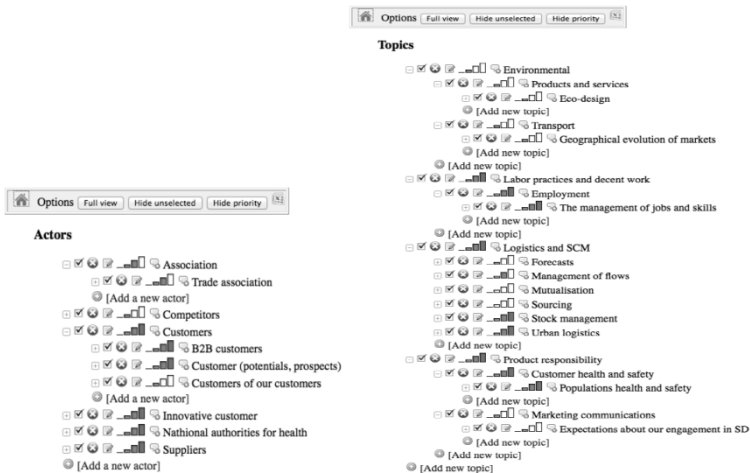 Options Full view Hide unselected Hide priority
Topics
Environmental
Products and services
Eco-design
[Add new topic]
Transport
Geographical evolution of markets
[Add new topic]
[Add new topic]
Labor practices and decent work
Employment
The management of jobs and skills
[Add new topic]
[Add new topic]
Logistics and SCM
Forecasts
Management of flows
Mutualisation
Sourcing
Stock management
Urban logistics
[Add new topic]
Product responsibility
Customer health and safety
Populations health and safety
[Add new topic]
Marketing communications
Expectations about our engagement in SD
[Add new topic]
[Add new topic]
[Add new topic]
Options Full view Hide unselected Hide priority
Actors
Association
Trade association
[Add a new actor]
Competitors
Customers
B2B customers
Customer (potentials, prospects)
Customers of our customers
[Add a new actor]
Innovative customer
Nathional authorities for health
Suppliers
[Add a new actor]